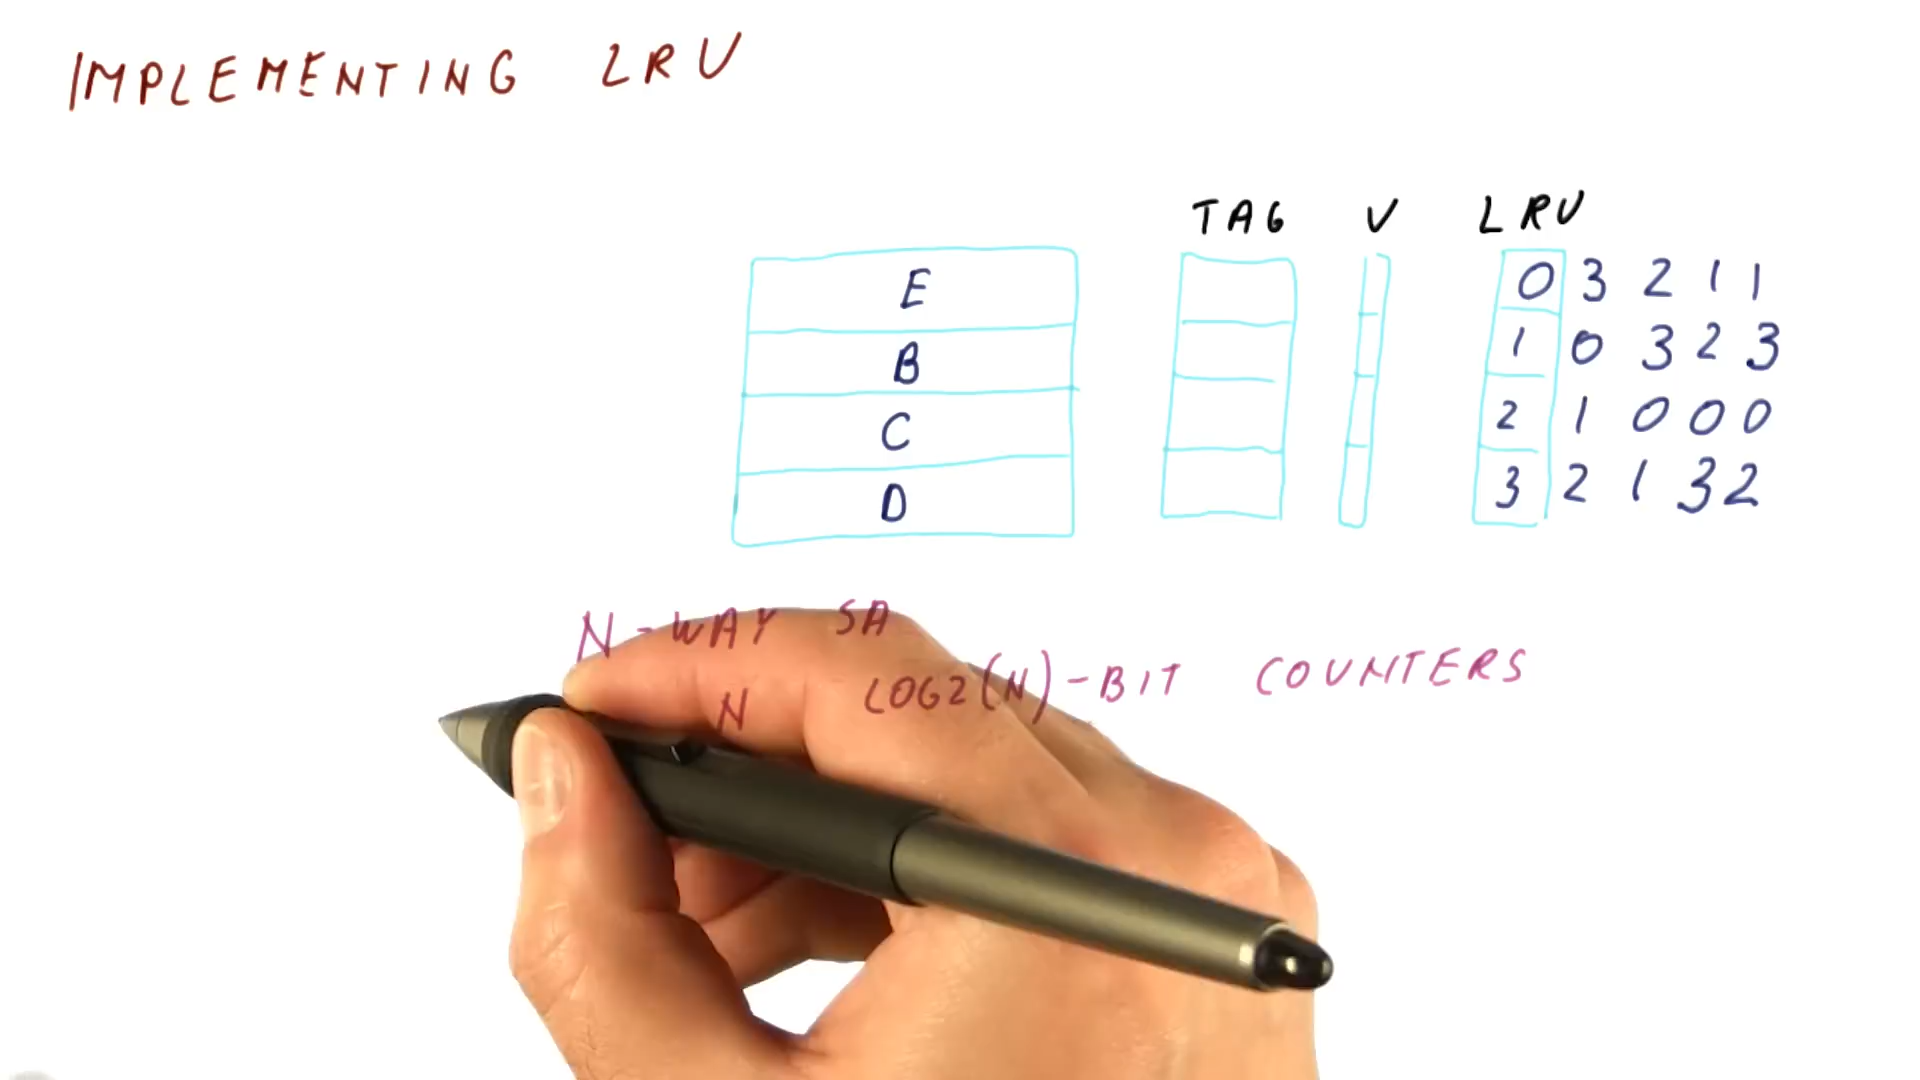 IMPLEMENTING LRU
TAG V LRU
E 0 3 2 1 1
B 1 0 3 2 3
C 2 1 0 0 0
D 3 2 1 3 2
N-WAY SA
N LOG2(N)-BIT COUNTERS